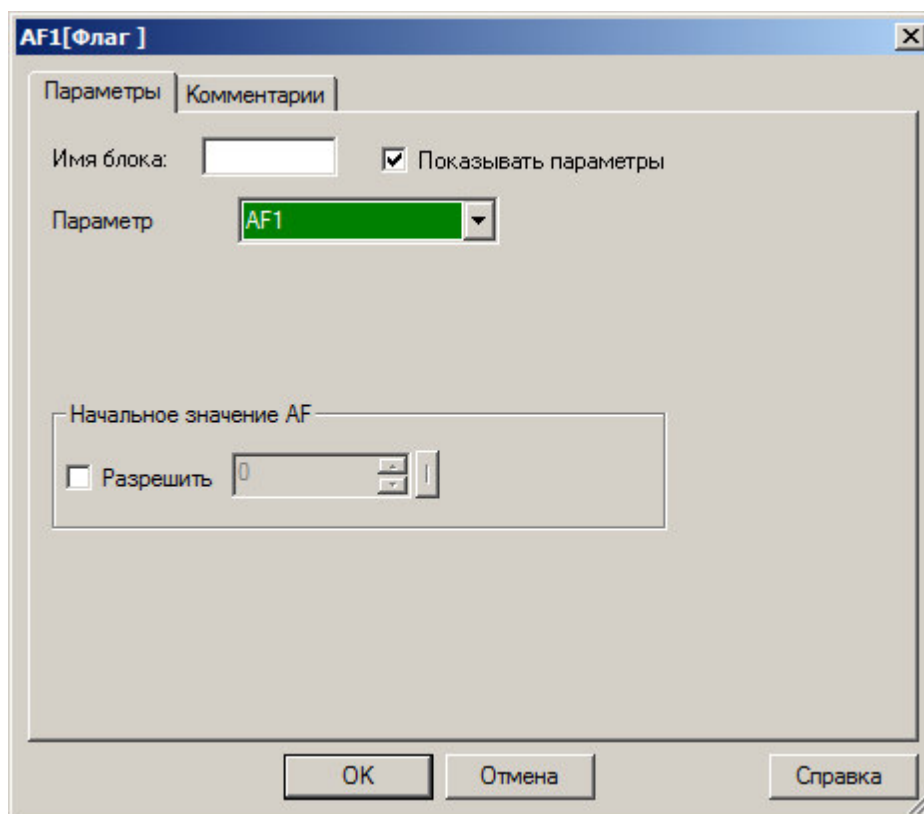 AF1[Флаг ]
Параметры Комментарии
Имя блока: Показывать параметры
Параметр AF1
Начальное значение AF
Разрешить 0
OK Отмена Справка